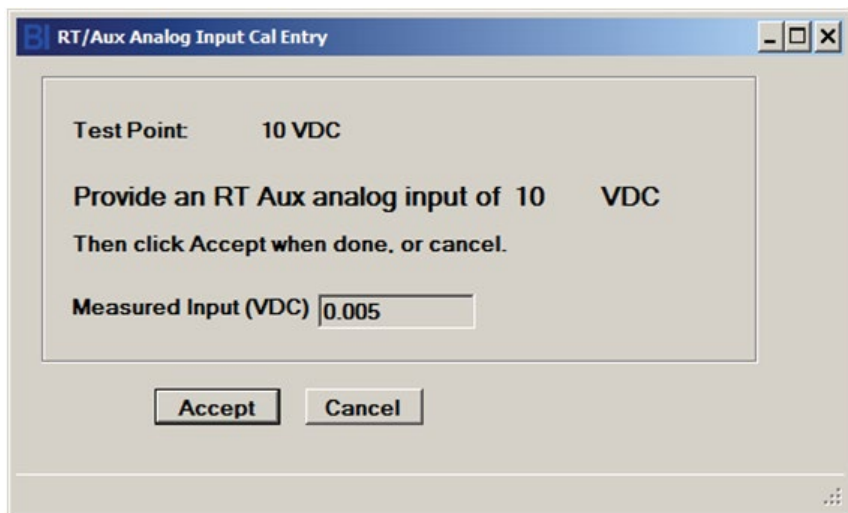 BI RT/Aux Analog Input Cal Entry
Test Point: 10 VDC
Provide an RT Aux analog input of 10 VDC
Then click Accept when done, or cancel.
Measured Input (VDC) 0.005
Accept Cancel